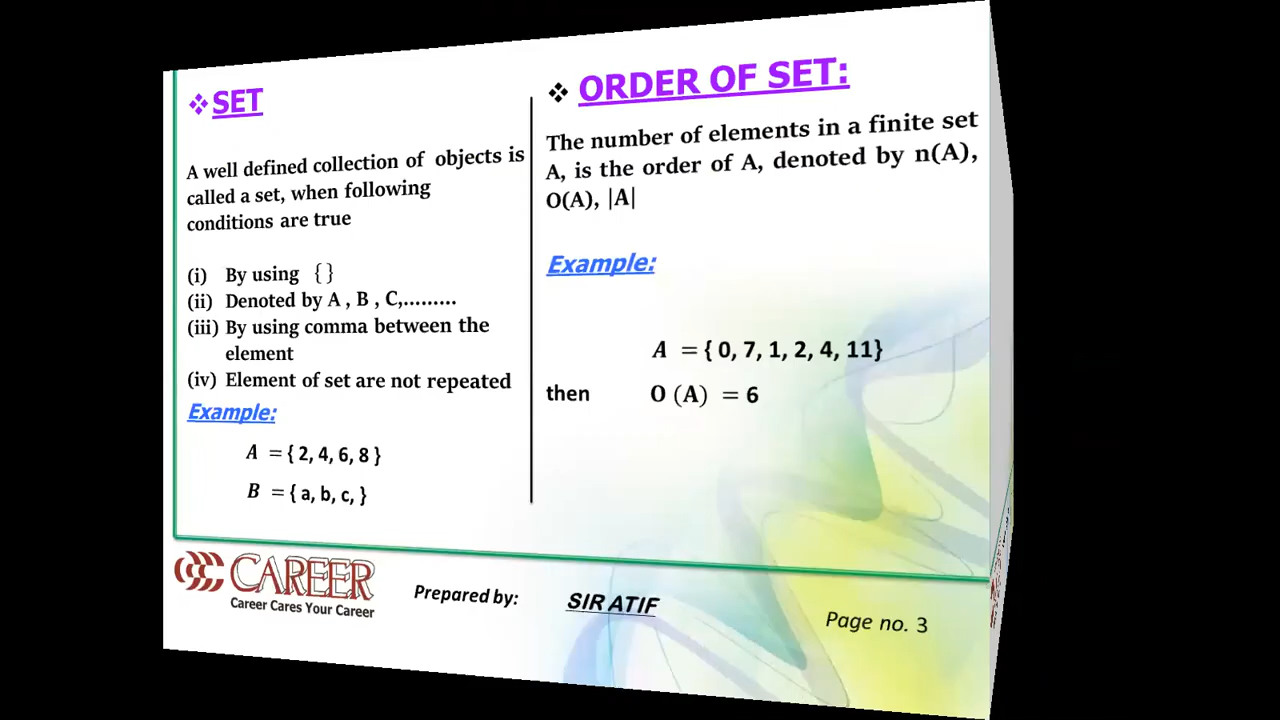 ❖SET
A well defined collection of objects is
called a set, when following
conditions are true
(i) By using { }
(ii) Denoted by A , B , C,.........
(iii) By using comma between the
element
(iv) Element of set are not repeated
Example:
A = { 2, 4, 6, 8 }
B = { a, b, c, }
❖ ORDER OF SET:
The number of elements in a finite set
A, is the order of A, denoted by n(A),
O(A), |A|
Example:
A = { 0, 7, 1, 2, 4, 11}
then O (A) = 6
CAREER
Career Cares Your Career
Prepared by: SIR ATIF
Page no. 3